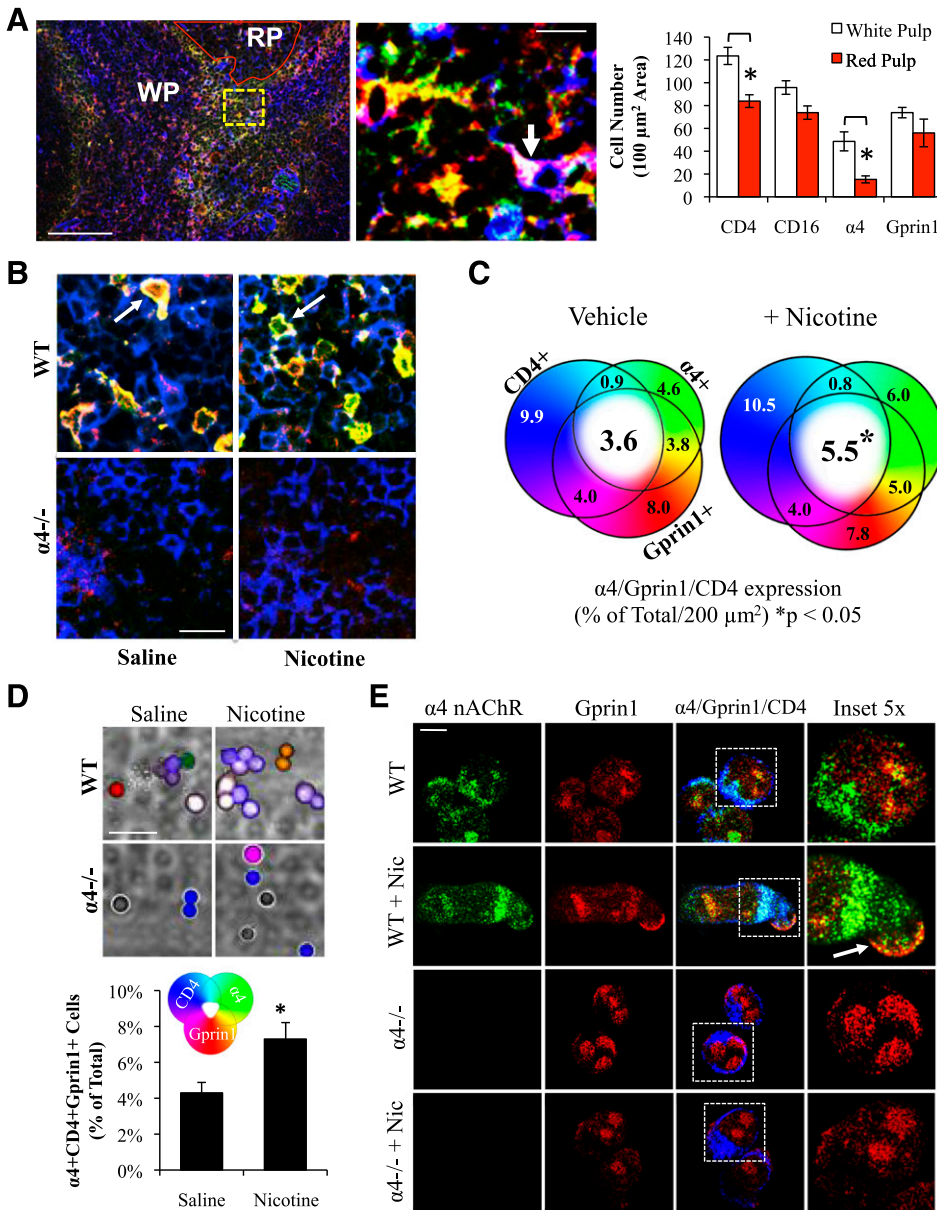 A
RP
WP
Cell Number
(100 µm² Area)
140
120
100
80
60
40
20
0
White Pulp
Red Pulp
*
*
CD4
CD16
α4
Gprin1
B
WT
α4-/-
Saline
Nicotine
C
Vehicle
+ Nicotine
CD4+
α4+
Gprin1+
0.9
4.6
9.9
3.6
3.8
4.0
8.0
0.8
6.0
10.5
5.5*
5.0
4.0
7.8
α4/Gprin1/CD4 expression
(% of Total/200 µm²) *p < 0.05
D
Saline
Nicotine
WT
α4-/-
α4+CD4+Gprin1+ Cells
(% of Total)
10%
8%
6%
4%
2%
0%
CD4
α4
Gprin1
*
Saline
Nicotine
E
α4 nAChR
Gprin1
α4/Gprin1/CD4
Inset 5x
WT
WT + Nic
α4-/-
α4-/- + Nic